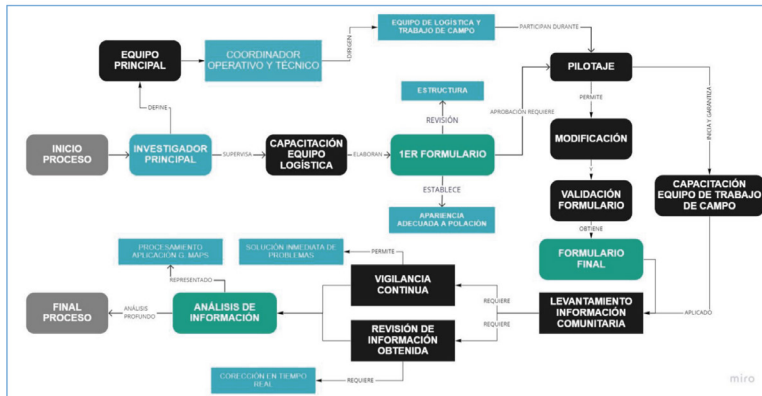 EQUIPO DE LOGÍSTICA Y
TRABAJO DE CAMPO
PARTICIPAN DURANTE
EQUIPO
PRINCIPAL
COORDINADOR
OPERATIVO Y TÉCNICO
DIRIGEN
PILOTAJE
ESTRUCTURA
DEFINE
REVISIÓN
APROBACIÓN REQUIERE
PERMITE
INICIA Y GARANTIZA
INICIO
PROCESO
INVESTIGADOR
PRINCIPAL
SUPERVISA
CAPACITACIÓN
EQUIPO
LOGÍSTICA
ELABORAN
1ER FORMULARIO
MODIFICACIÓN
Y
ESTABLECE
VALIDACIÓN
FORMULARIO
CAPACITACIÓN
EQUIPO DE TRABAJO
DE CAMPO
APARIENCIA
ADECUADA A POLACIÓN
OBTIENE
PROCESAMIENTO
APLICACIÓN G. MAPS
SOLUCIÓN INMEDIATA DE
PROBLEMAS
PERMITE
FORMULARIO
FINAL
REPRESENTADO
VIGILANCIA
CONTINUA
REQUIERE
FINAL
PROCESO
ANÁLISIS
PROFUNDO
ANÁLISIS DE
INFORMACIÓN
LEVANTAMIENTO
INFORMACIÓN
COMUNITARIA
APLICADO
REQUIERE
REVISIÓN DE
INFORMACIÓN
OBTENIDA
CORECCIÓN EN TIEMPO
REAL
REQUIERE
miro